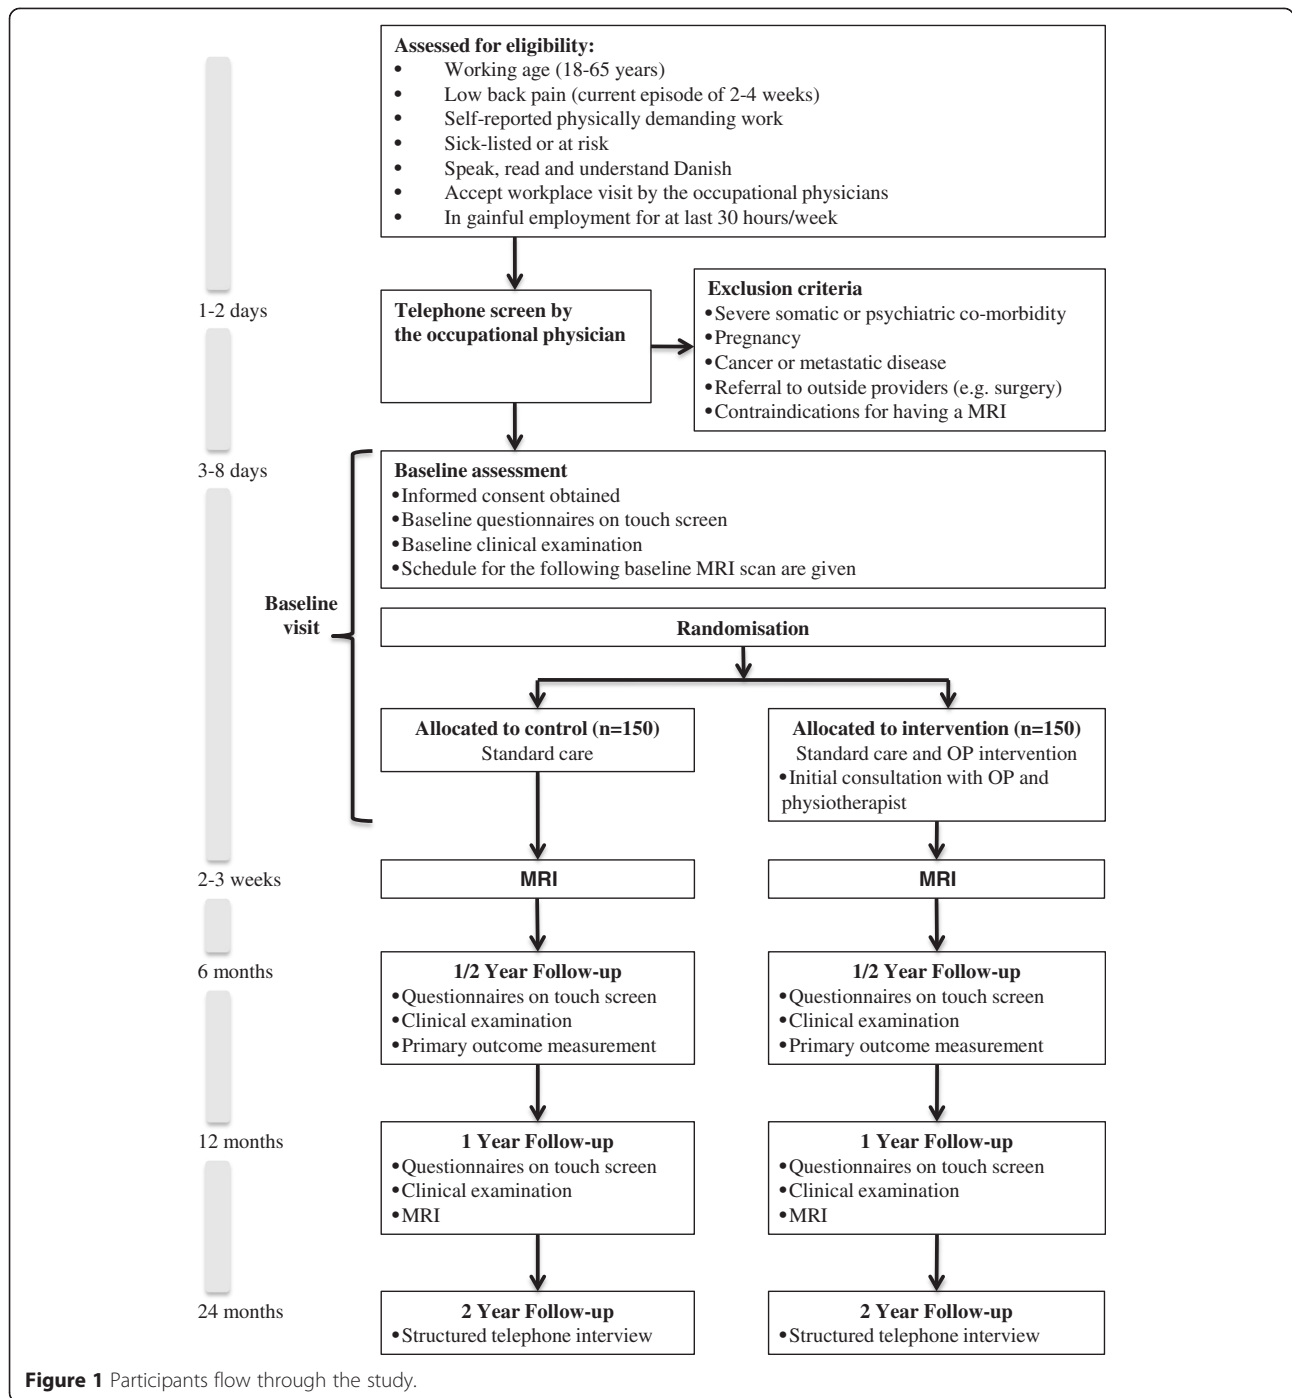 Assessed for eligibility:
• Working age (18-65 years)
• Low back pain (current episode of 2-4 weeks)
• Self-reported physically demanding work
• Sick-listed or at risk
• Speak, read and understand Danish
• Accept workplace visit by the occupational physicians
• In gainful employment for at last 30 hours/week
1-2 days
Telephone screen by
the occupational physician
Exclusion criteria
•Severe somatic or psychiatric co-morbidity
•Pregnancy
•Cancer or metastatic disease
•Referral to outside providers (e.g. surgery)
•Contraindications for having a MRI
3-8 days
Baseline assessment
•Informed consent obtained
•Baseline questionnaires on touch screen
•Baseline clinical examination
•Schedule for the following baseline MRI scan are given
Baseline
visit
Randomisation
Allocated to control (n=150)
Standard care
Allocated to intervention (n=150)
Standard care and OP intervention
•Initial consultation with OP and
physiotherapist
2-3 weeks
MRI
MRI
6 months
1/2 Year Follow-up
•Questionnaires on touch screen
•Clinical examination
•Primary outcome measurement
1/2 Year Follow-up
•Questionnaires on touch screen
•Clinical examination
•Primary outcome measurement
12 months
1 Year Follow-up
•Questionnaires on touch screen
•Clinical examination
•MRI
1 Year Follow-up
•Questionnaires on touch screen
•Clinical examination
•MRI
24 months
2 Year Follow-up
•Structured telephone interview
2 Year Follow-up
•Structured telephone interview
Figure 1 Participants flow through the study.